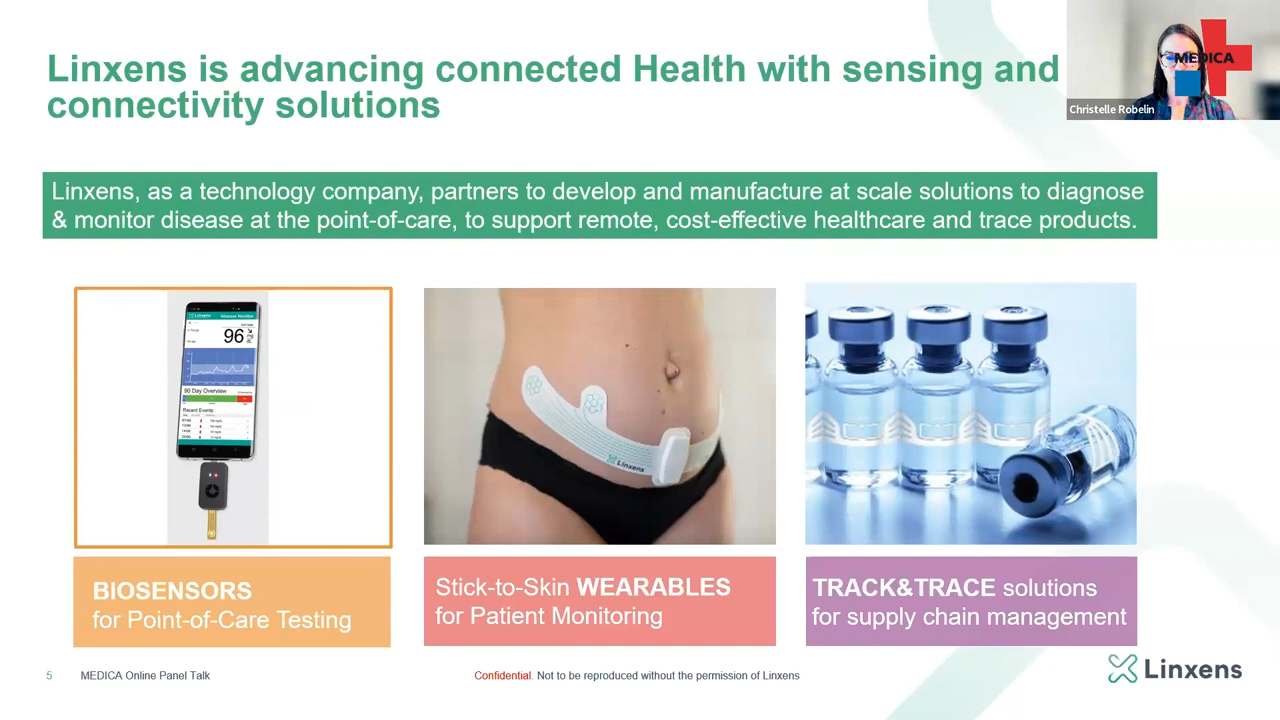 Linxens is advancing connected Health with sensing and
connectivity solutions
MEDICA
Christelle Robelin
Linxens, as a technology company, partners to develop and manufacture at scale solutions to diagnose
& monitor disease at the point-of-care, to support remote, cost-effective healthcare and trace products.
Linxens
Glucose Monitor
96
90 Day Overview
Recent Events
Linxens
BIOSENSORS
for Point-of-Care Testing
Stick-to-Skin WEARABLES
for Patient Monitoring
TRACK&TRACE solutions
for supply chain management
5
MEDICA Online Panel Talk
Confidential. Not to be reproduced without the permission of Linxens
Linxens